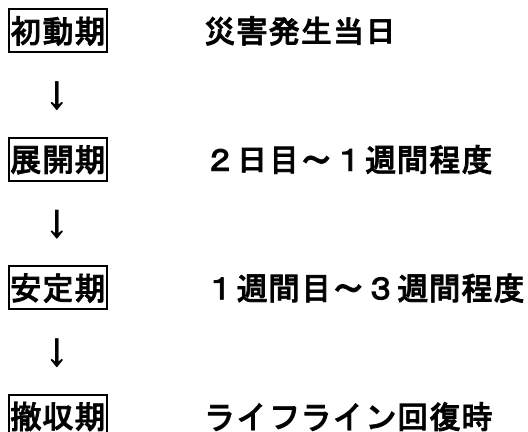 初動期 災害発生当日
↓
展開期 ２日目～１週間程度
↓
安定期 １週間目～３週間程度
↓
撤収期 ライフライン回復時